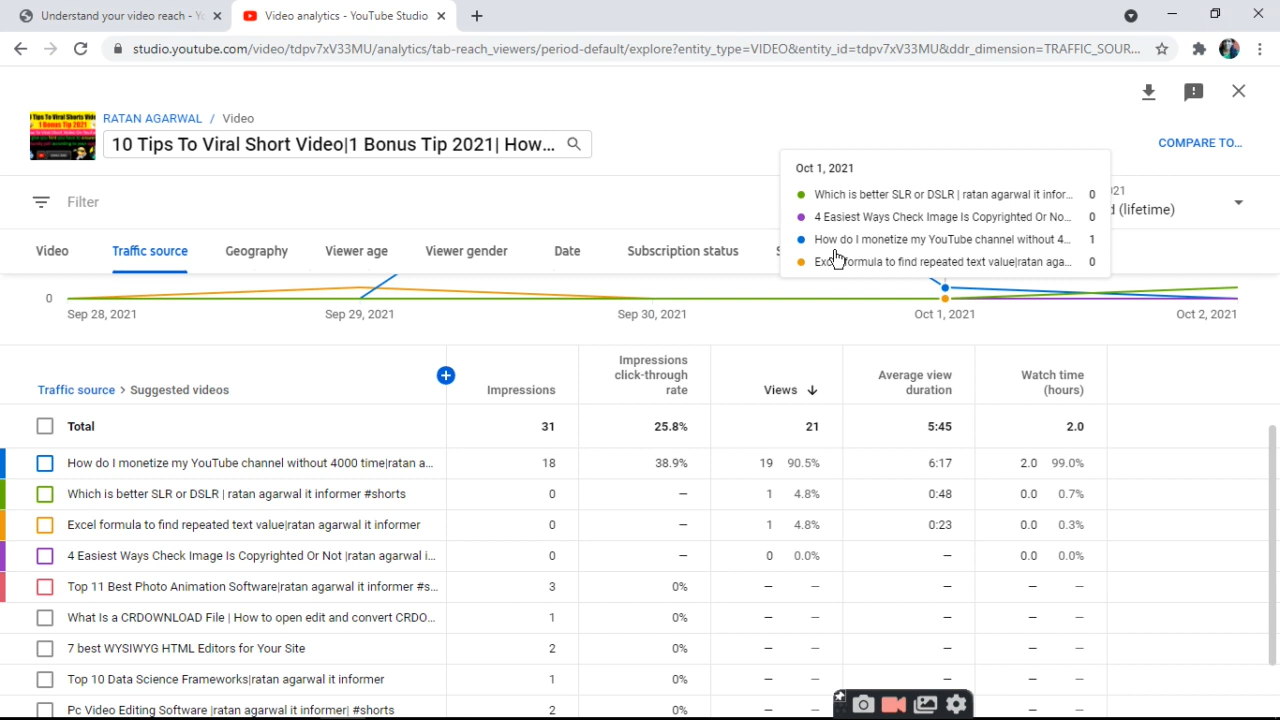 Understand your video reach - Yo
Video analytics - YouTube Studio
studio.youtube.com/video/tdpv7xV33MU/analytics/tab-reach_viewers/period-default/explore?entity_type=VIDEO&entity_id=tdpv7xV33MU&ddr_dimension=TRAFFIC_SOUR...
RATAN AGARWAL / Video
10 Tips To Viral Short Video|1 Bonus Tip 2021| How...
COMPARE TO...
Filter
21
d (lifetime)
Oct 1, 2021
Which is better SLR or DSLR | ratan agarwal it infor... 0
4 Easiest Ways Check Image Is Copyrighted Or No... 0
How do I monetize my YouTube channel without 4... 1
formula to find repeated text value|ratan aga... 0
Video Traffic source Geography Viewer age Viewer gender Date Subscription status S
0
Sep 28, 2021 Sep 29, 2021 Sep 30, 2021 Oct 1, 2021 Oct 2, 2021
Traffic source > Suggested videos
Impressions
Impressions
click-through
rate
Views
Average view
duration
Watch time
(hours)
Total 31 25.8% 21 5:45 2.0
How do I monetize my YouTube channel without 4000 time|ratan a... 18 38.9% 19 90.5% 6:17 2.0 99.0%
Which is better SLR or DSLR | ratan agarwal it informer #shorts 0 – 1 4.8% 0:48 0.0 0.7%
Excel formula to find repeated text value|ratan agarwal it informer 0 – 1 4.8% 0:23 0.0 0.3%
4 Easiest Ways Check Image Is Copyrighted Or Not |ratan agarwal i... 0 – 0 0.0% – 0.0 0.0%
Top 11 Best Photo Animation Software|ratan agarwal it informer #s... 3 0% – – – – –
What Is a CRDOWNLOAD File | How to open edit and convert CRDO... 1 0% – – – – –
7 best WYSIWYG HTML Editors for Your Site 2 0% – – – – –
Top 10 Data Science Frameworks|ratan agarwal it informer 1 0% – – – – –
Pc Video Editing Software |ratan agarwal it informer| #shorts 2 0% – – – – –